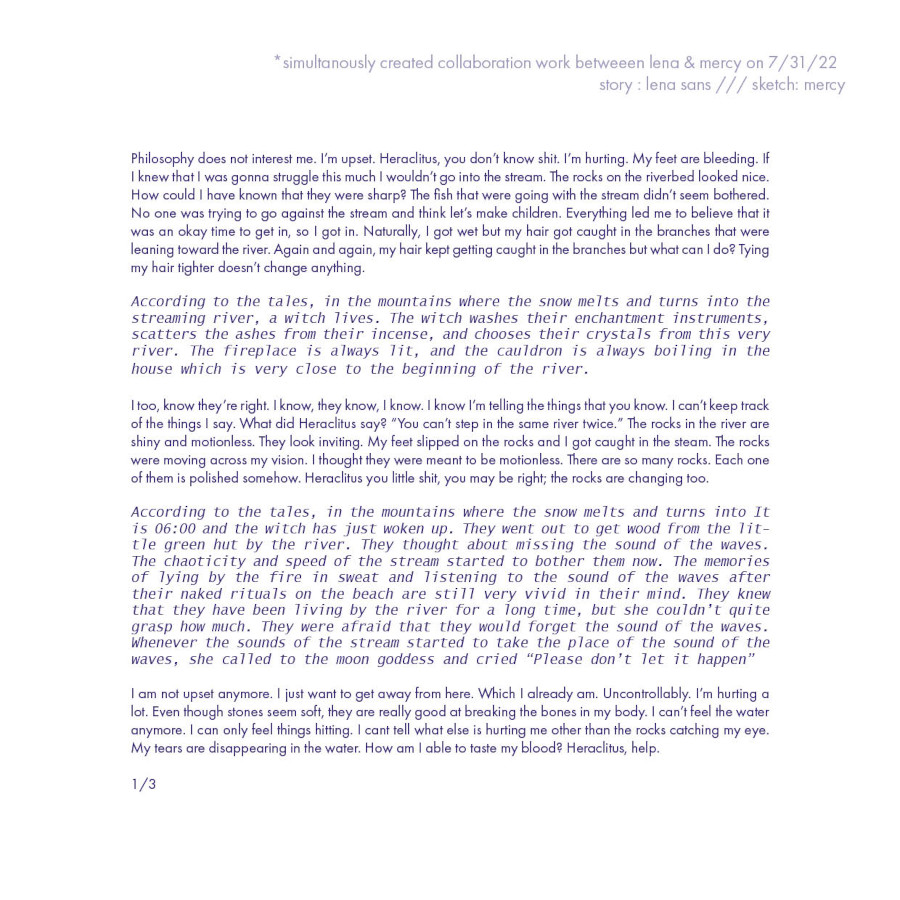 *simultanously created collaboration work betweeen lena & mercy on 7/31/22
story : lena sans /// sketch: mercy
Philosophy does not interest me. I'm upset. Heraclitus, you don't know shit. I'm hurting. My feet are bleeding. If
I knew that I was gonna struggle this much I wouldn't go into the stream. The rocks on the riverbed looked nice.
How could I have known that they were sharp? The fish that were going with the stream didn't seem bothered.
No one was trying to go against the stream and think let's make children. Everything led me to believe that it
was an okay time to get in, so I got in. Naturally, I got wet but my hair got caught in the branches that were
leaning toward the river. Again and again, my hair kept getting caught in the branches but what can I do? Tying
my hair tighter doesn't change anything.
According to the tales, in the mountains where the snow melts and turns into the
streaming river, a witch lives. The witch washes their enchantment instruments,
scatters the ashes from their incense, and chooses their crystals from this very
river. The fireplace is always lit, and the cauldron is always boiling in the
house which is very close to the beginning of the river.
I too, know they're right. I know, they know, I know. I know I'm telling the things that you know. I can't keep track
of the things I say. What did Heraclitus say? "You can't step in the same river twice." The rocks in the river are
shiny and motionless. They look inviting. My feet slipped on the rocks and I got caught in the steam. The rocks
were moving across my vision. I thought they were meant to be motionless. There are so many rocks. Each one
of them is polished somehow. Heraclitus you little shit, you may be right; the rocks are changing too.
According to the tales, in the mountains where the snow melts and turns into It
is 06:00 and the witch has just woken up. They went out to get wood from the lit-
tle green hut by the river. They thought about missing the sound of the waves.
The chaoticity and speed of the stream started to bother them now. The memories
of lying by the fire in sweat and listening to the sound of the waves after
their naked rituals on the beach are still very vivid in their mind. They knew
that they have been living by the river for a long time, but she couldn't quite
grasp how much. They were afraid that they would forget the sound of the waves.
Whenever the sounds of the stream started to take the place of the sound of the
waves, she called to the moon goddess and cried "Please don't let it happen"
I am not upset anymore. I just want to get away from here. Which I already am. Uncontrollably. I'm hurting a
lot. Even though stones seem soft, they are really good at breaking the bones in my body. I can't feel the water
anymore. I can only feel things hitting. I cant tell what else is hurting me other than the rocks catching my eye.
My tears are disappearing in the water. How am I able to taste my blood? Heraclitus, help.
1/3